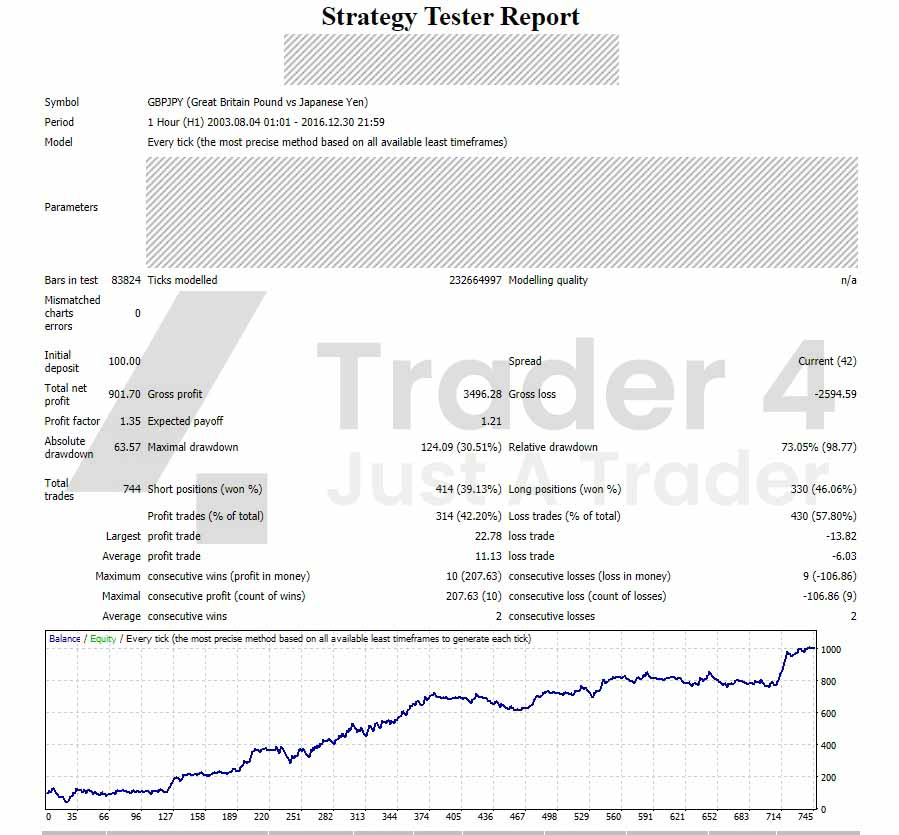 Strategy Tester Report
Symbol GBPJPY (Great Britain Pound vs Japanese Yen)
Period 1 Hour (H1) 2003.08.04 01:01 - 2016.12.30 21:59
Model Every tick (the most precise method based on all available least timeframes)
Parameters
Bars in test 83824 Ticks modelled 232664997 Modelling quality n/a
Mismatched
charts 0
errors
Initial
deposit 100.00 Spread Current (42)
Total net
profit 901.70 Gross profit 3496.28 Gross loss -2594.59
Profit factor 1.35 Expected payoff 1.21
Absolute
drawdown 63.57 Maximal drawdown 124.09 (30.51%) Relative drawdown 73.05% (98.77)
Total
trades 744 Short positions (won %) 414 (39.13%) Long positions (won %) 330 (46.06%)
Profit trades (% of total) 314 (42.20%) Loss trades (% of total) 430 (57.80%)
Largest profit trade 22.78 loss trade -13.82
Average profit trade 11.13 loss trade -6.03
Maximum consecutive wins (profit in money) 10 (207.63) consecutive losses (loss in money) 9 (-106.86)
Maximal consecutive profit (count of wins) 207.63 (10) consecutive loss (count of losses) -106.86 (9)
Average consecutive wins 2 consecutive losses 2
Trader 4
Just A Trader
Balance / Equity / Every tick (the most precise method based on all available least timeframes to generate each tick)
1000
800
600
400
200
0
0 35 66 96 127 158 189 220 251 282 313 344 374 405 436 467 498 529 560 591 621 652 683 714 745